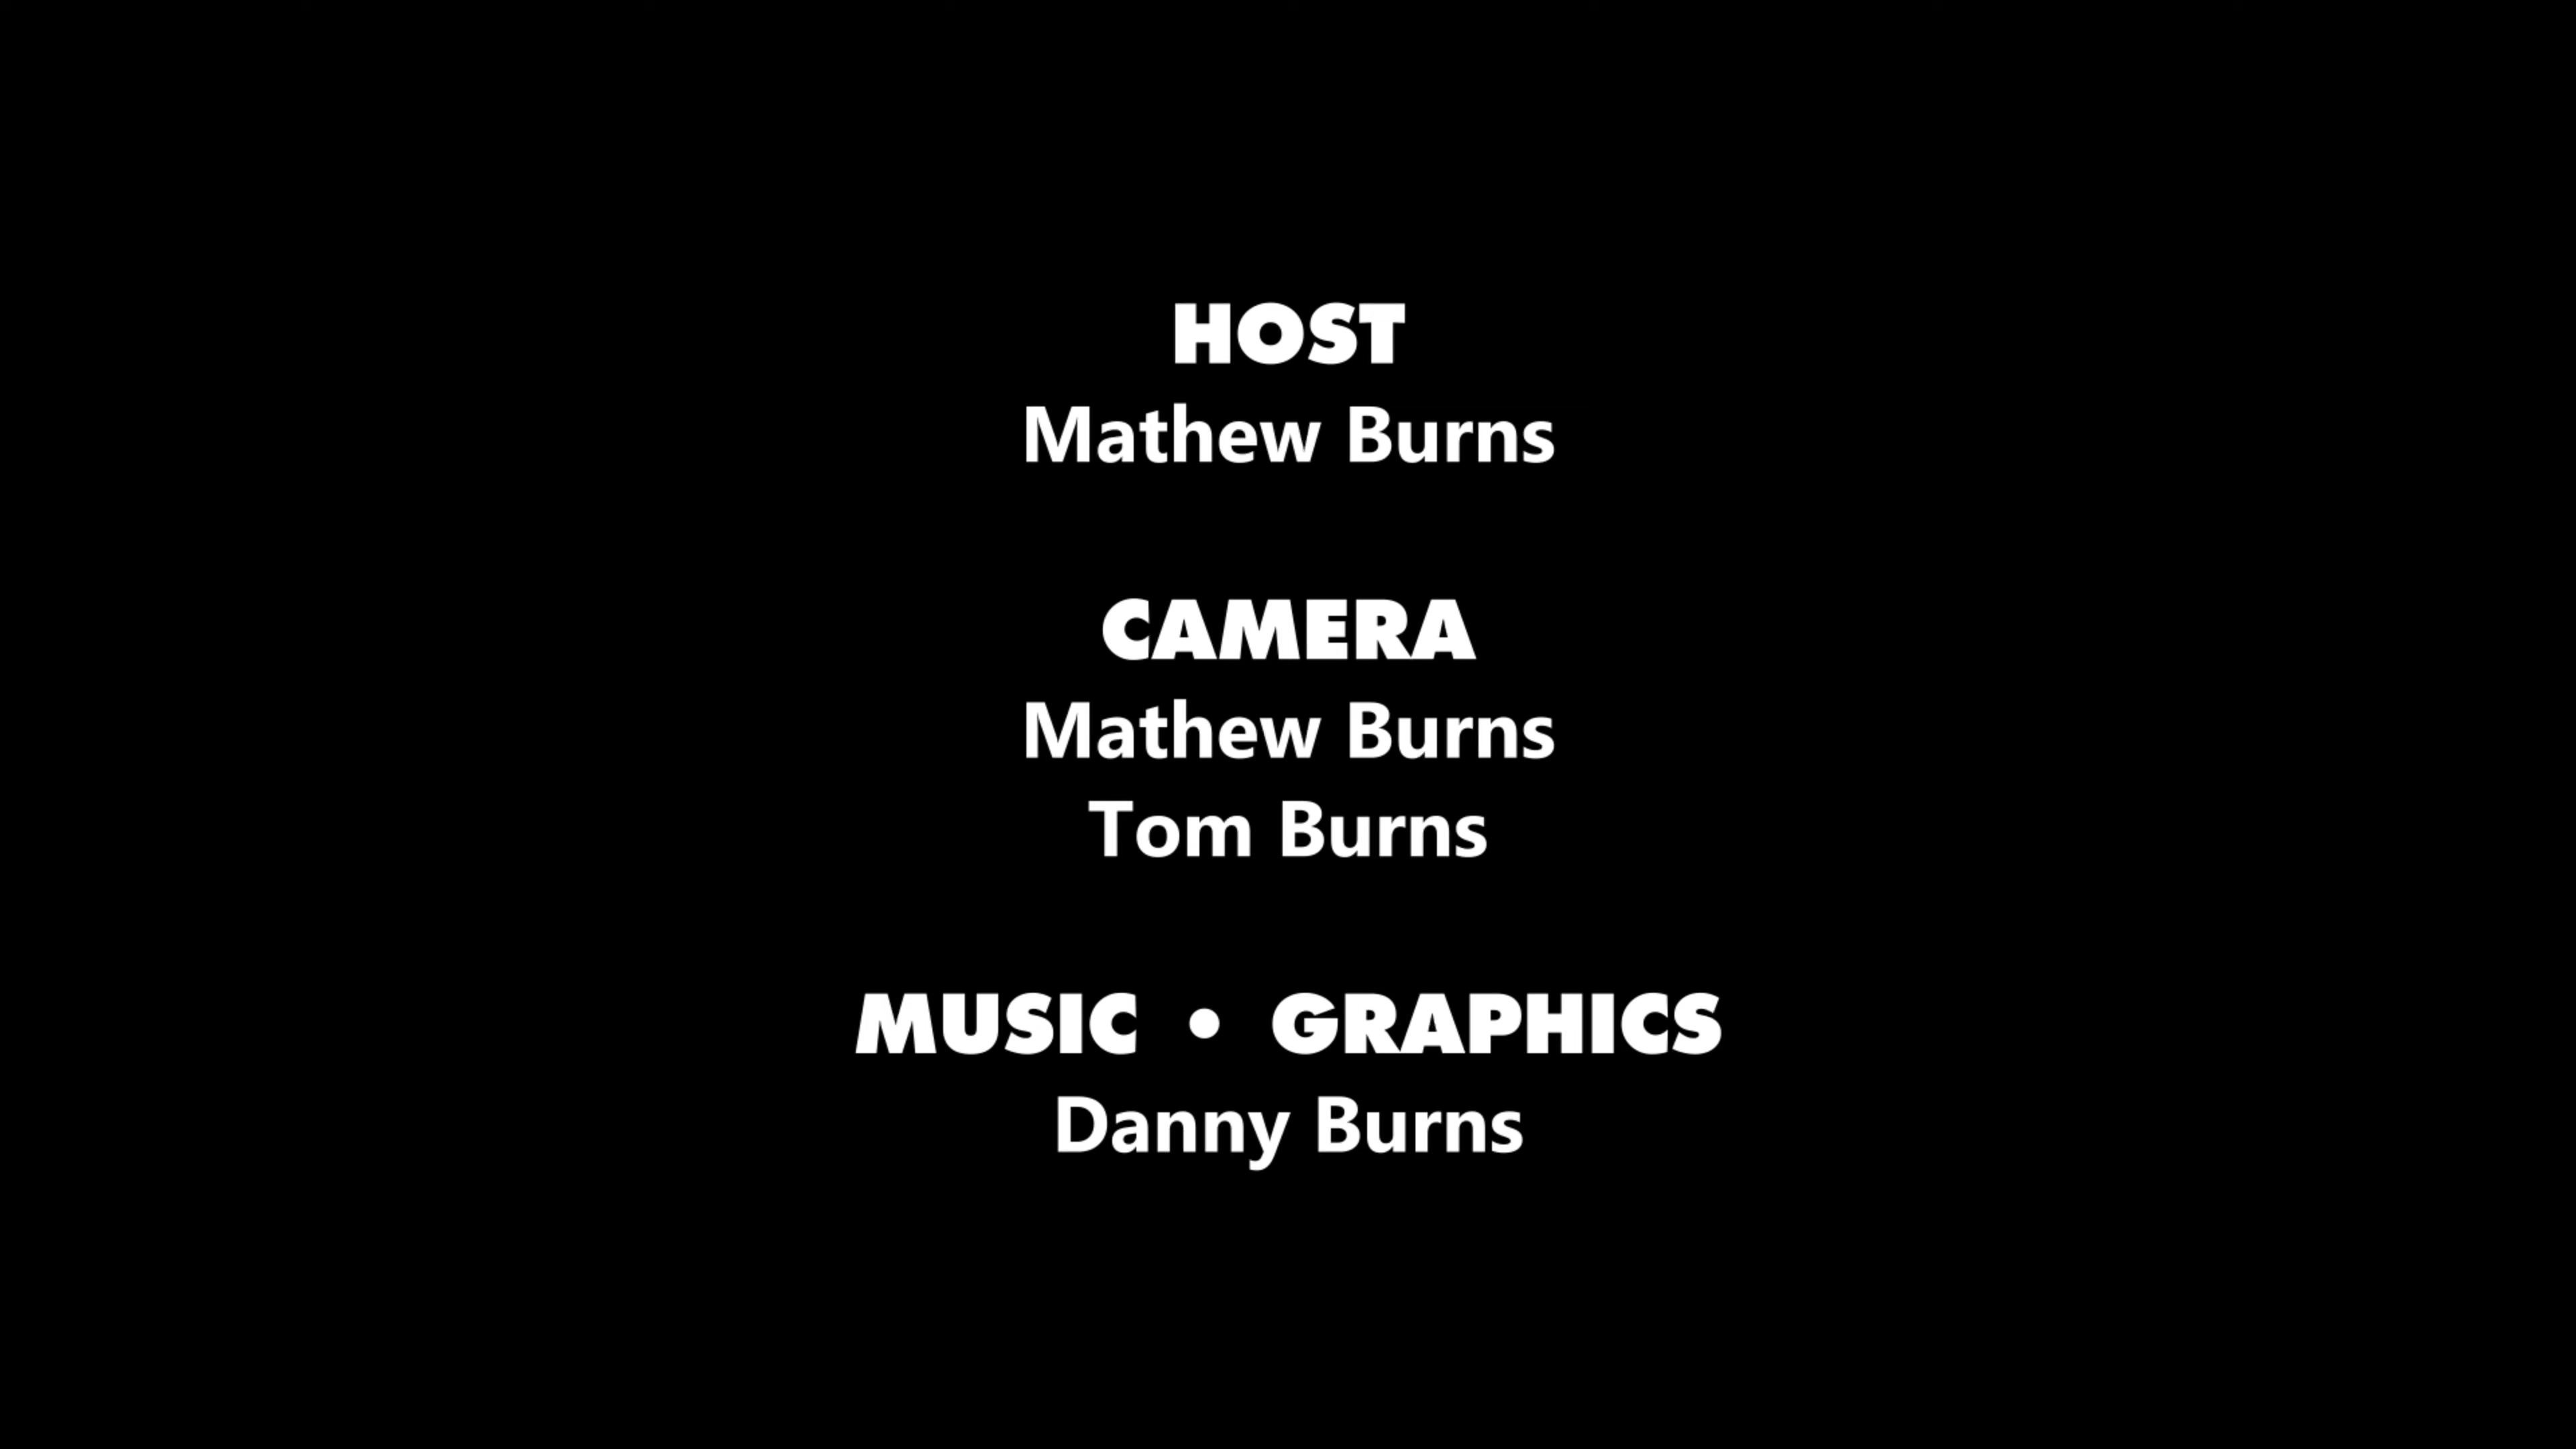 HOST
Mathew Burns
CAMERA
Mathew Burns
Tom Burns
MUSIC • GRAPHICS
Danny Burns